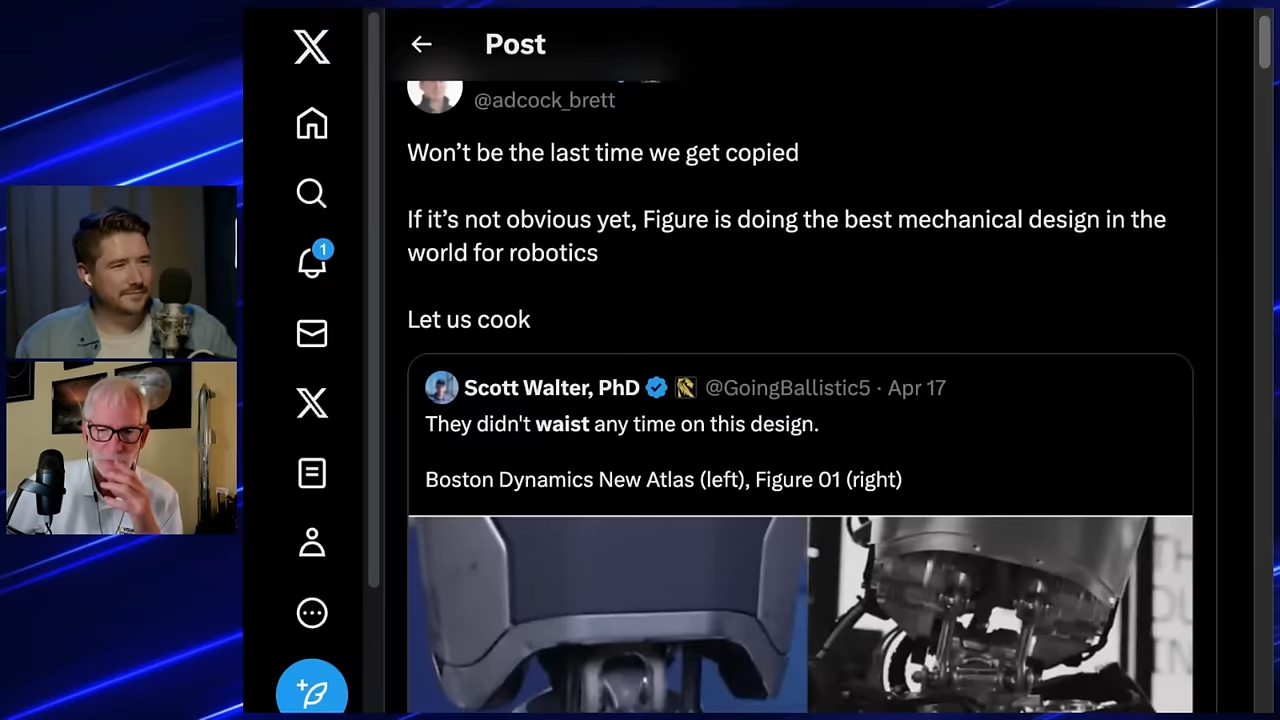 Post
@adcock_brett
Won't be the last time we get copied
If it's not obvious yet, Figure is doing the best mechanical design in the
world for robotics
Let us cook
Scott Walter, PhD @GoingBallistic5 · Apr 17
They didn't waist any time on this design.
Boston Dynamics New Atlas (left), Figure 01 (right)
1